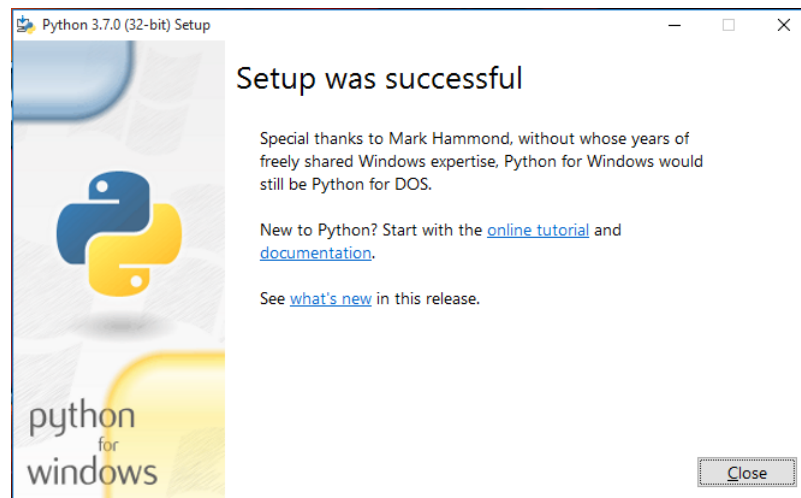 Python 3.7.0 (32-bit) Setup
Setup was successful
Special thanks to Mark Hammond, without whose years of
freely shared Windows expertise, Python for Windows would
still be Python for DOS.
New to Python? Start with the online tutorial and
documentation.
See what's new in this release.
python
for
windows
Close